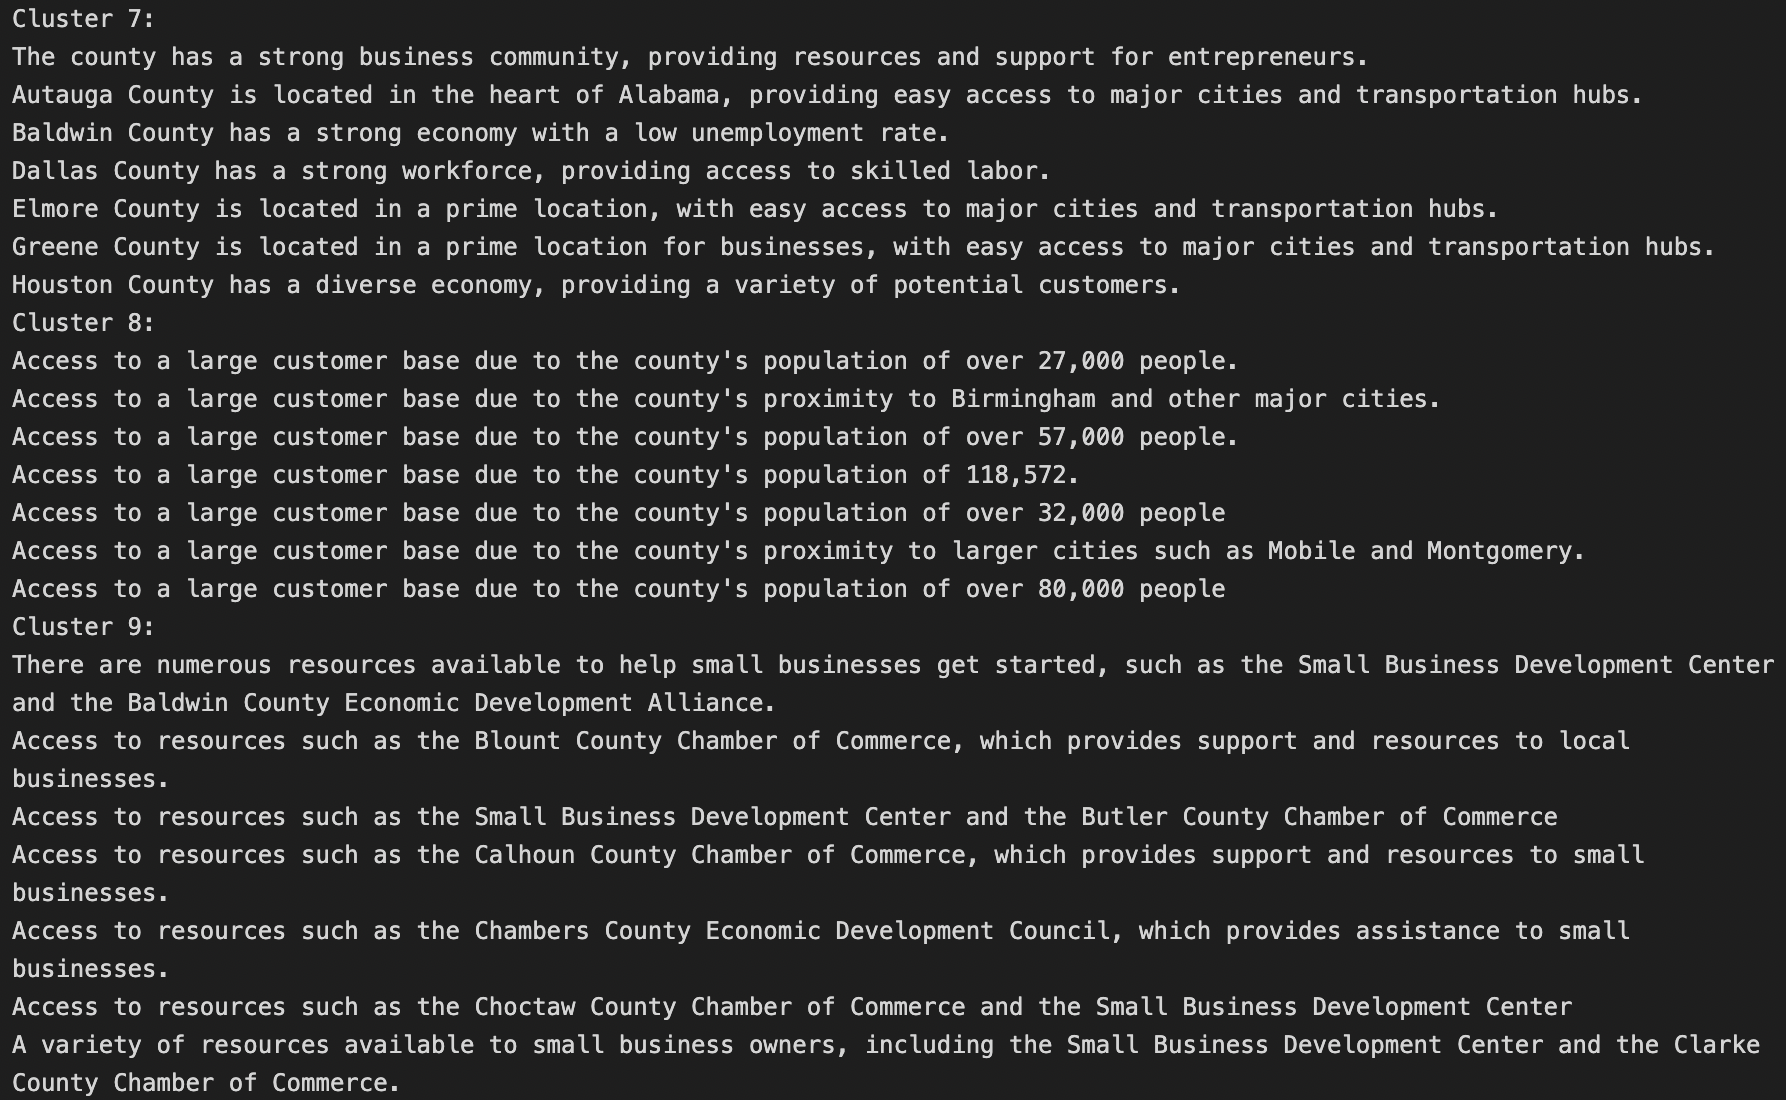 Cluster 7:
The county has a strong business community, providing resources and support for entrepreneurs.
Autauga County is located in the heart of Alabama, providing easy access to major cities and transportation hubs.
Baldwin County has a strong economy with a low unemployment rate.
Dallas County has a strong workforce, providing access to skilled labor.
Elmore County is located in a prime location, with easy access to major cities and transportation hubs.
Greene County is located in a prime location for businesses, with easy access to major cities and transportation hubs.
Houston County has a diverse economy, providing a variety of potential customers.
Cluster 8:
Access to a large customer base due to the county's population of over 27,000 people.
Access to a large customer base due to the county's proximity to Birmingham and other major cities.
Access to a large customer base due to the county's population of over 57,000 people.
Access to a large customer base due to the county's population of 118,572.
Access to a large customer base due to the county's population of over 32,000 people
Access to a large customer base due to the county's proximity to larger cities such as Mobile and Montgomery.
Access to a large customer base due to the county's population of over 80,000 people
Cluster 9:
There are numerous resources available to help small businesses get started, such as the Small Business Development Center
and the Baldwin County Economic Development Alliance.
Access to resources such as the Blount County Chamber of Commerce, which provides support and resources to local
businesses.
Access to resources such as the Small Business Development Center and the Butler County Chamber of Commerce
Access to resources such as the Calhoun County Chamber of Commerce, which provides support and resources to small
businesses.
Access to resources such as the Chambers County Economic Development Council, which provides assistance to small
businesses.
Access to resources such as the Choctaw County Chamber of Commerce and the Small Business Development Center
A variety of resources available to small business owners, including the Small Business Development Center and the Clarke
County Chamber of Commerce.